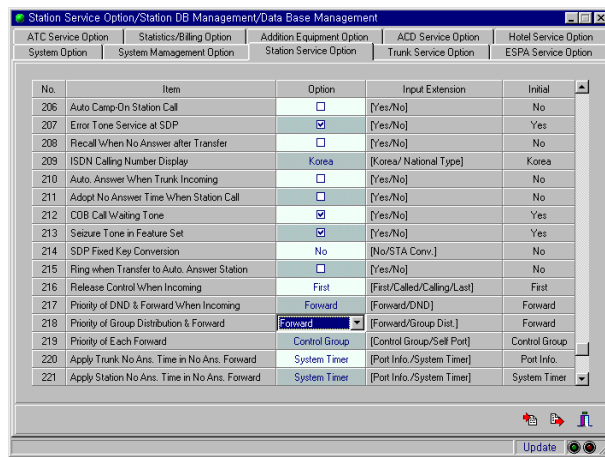 Station Service Option/Station DB Management/Data Base Management
ATC Service Option Statistics/Billing Option Addition Equipment Option ACD Service Option Hotel Service Option
System Option System Mamagement Option Station Service Option Trunk Service Option ESPA Service Option
No. Item Option Input Extension Initial
206 Auto Camp-On Station Call [Yes/No] No
207 Error Tone Service at SDP [Yes/No] Yes
208 Recall When No Answer after Transfer [Yes/No] No
209 ISDN Calling Number Display Korea [Korea/ National Type] Korea
210 Auto. Answer When Trunk Incoming [Yes/No] No
211 Adopt No Answer Time When Station Call [Yes/No] No
212 COB Call Waiting Tone [Yes/No] Yes
213 Seizure Tone in Feature Set [Yes/No] Yes
214 SDP Fixed Key Conversion No [No/STA Conv.] No
215 Ring when Transfer to Auto. Answer Station [Yes/No] No
216 Release Control When Incoming First [First/Called/Calling/Last] First
217 Priority of DND & Forward When Incoming Forward [Forward/DND] Forward
218 Priority of Group Distribution & Forward Forward [Forward/Group Dist.] Forward
219 Priority of Each Forward Control Group [Control Group/Self Port] Control Group
220 Apply Trunk No Ans. Time in No Ans. Forward System Timer [Port Info./System Timer] Port Info.
221 Apply Station No Ans. Time in No Ans. Forward System Timer [Port Info./System Timer] System Timer
Update